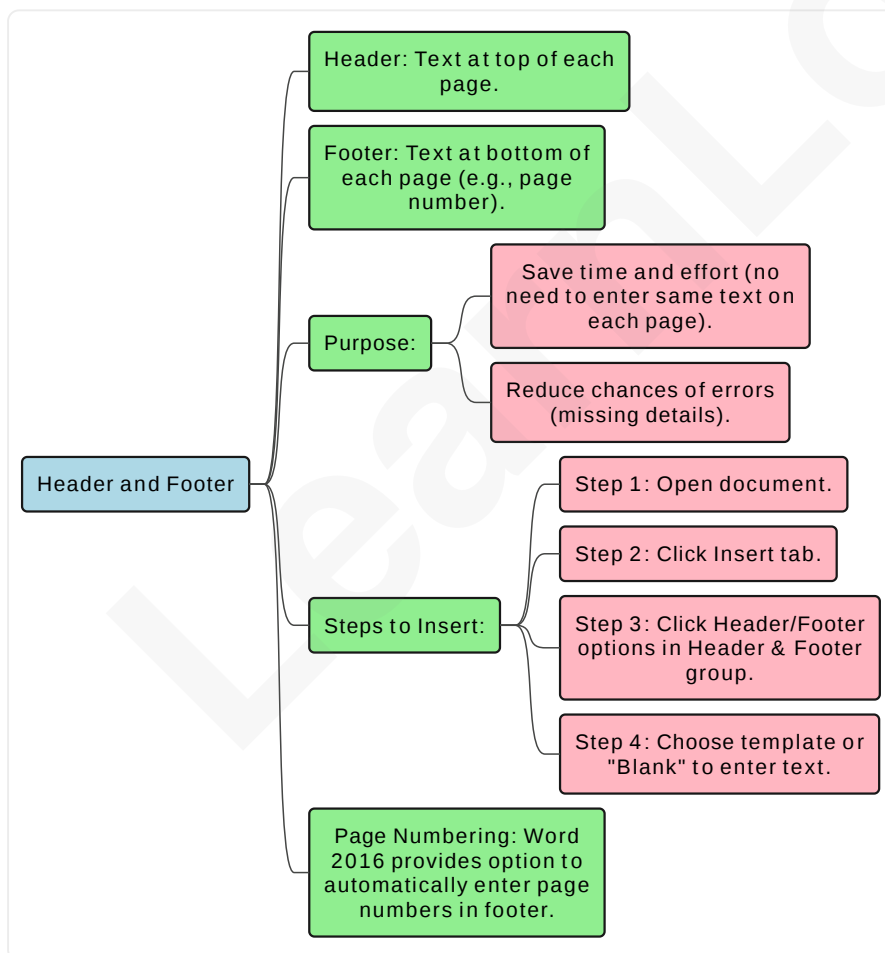 Header: Text at top of each
page.
Footer: Text at bottom of
each page (e.g., page
number).
Save time and effort (no
need to enter same text on
each page).
Purpose:
Reduce chances of errors
(missing details).
Header and Footer
Step 1: Open document.
Step 2: Click Insert tab.
Steps to Insert:
Step 3: Click Header/Footer
options in Header & Footer
group.
Step 4: Choose template or
"Blank" to enter text.
Page Numbering: Word
2016 provides option to
automatically enter page
numbers in footer.